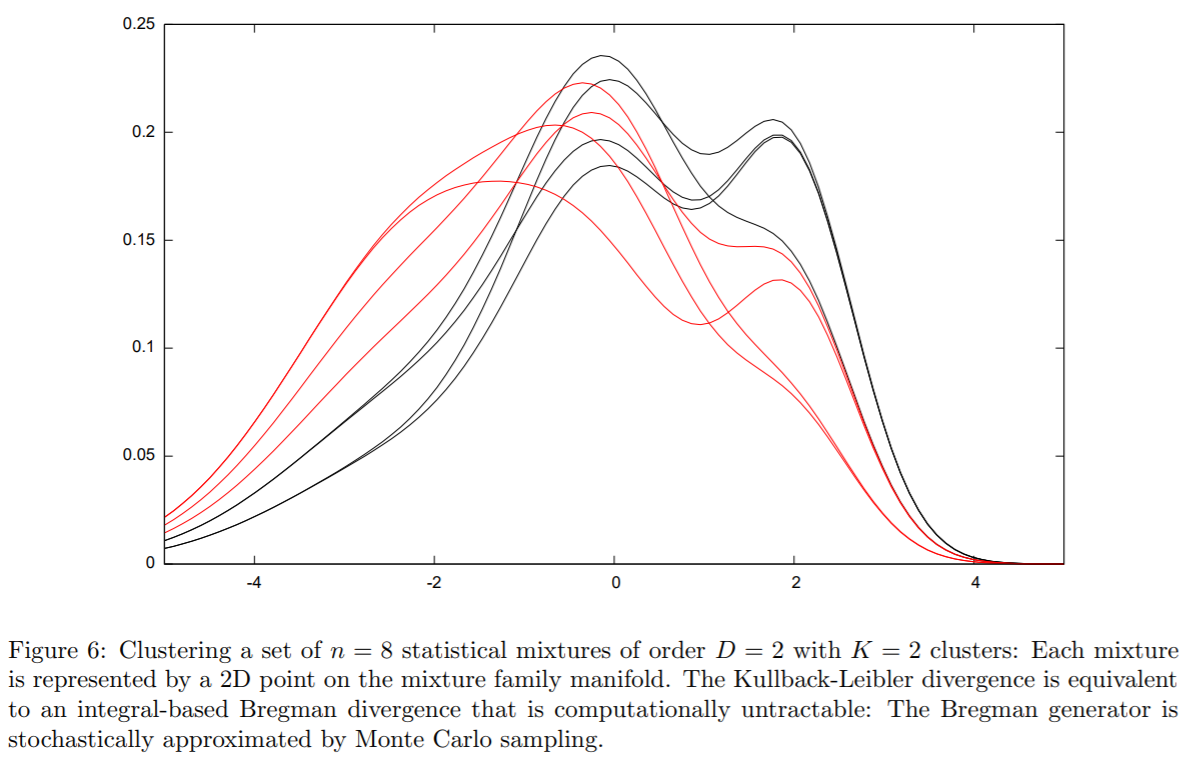 0.25
0.2
0.15
0.1
0.05
0
-4
-2
0
2
4
Figure 6: Clustering a set of n = 8 statistical mixtures of order D = 2 with K = 2 clusters: Each mixture
is represented by a 2D point on the mixture family manifold. The Kullback-Leibler divergence is equivalent
to an integral-based Bregman divergence that is computationally untractable: The Bregman generator is
stochastically approximated by Monte Carlo sampling.